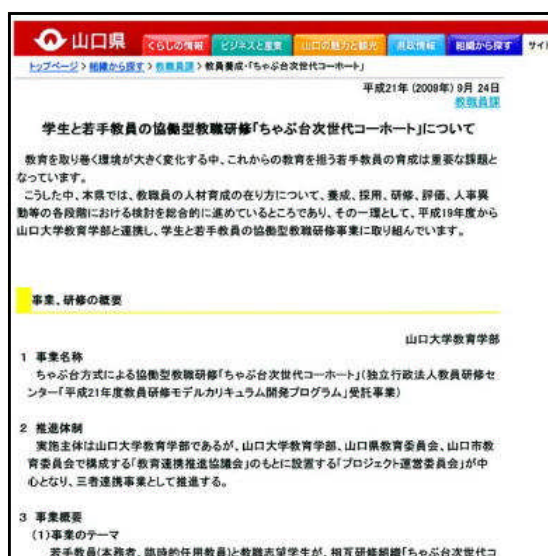 山口県 くらしの情報 ビジネスと産業 山口の魅力と観光 県政情報 組織から探す サイト
トップページ > 組織から探す > 教職員課 > 教員養成・「ちゃぶ台次世代コーホート」
平成21年 (2009年) 9月 24日
教職員課
学生と若手教員の協働型教職研修「ちゃぶ台次世代コーホート」について
教育を取り巻く環境が大きく変化する中、これからの教育を担う若手教員の育成は重要な課題と
なっています。
こうした中、本県では、教職員の人材育成の在り方について、養成、採用、研修、評価、人事異
動等の各段階における検討を総合的に進めているところであり、その一環として、平成19年度から
山口大学教育学部と連携し、学生と若手教員の協働型教職研修事業に取り組んでいます。
事業、研修の概要
山口大学教育学部
1 事業名称
ちゃぶ台方式による協働型教職研修「ちゃぶ台次世代コーホート」(独立行政法人教員研修セ
ンター「平成21年度教員研修モデルカリキュラム開発プログラム」受託事業)
2 推進体制
実施主体は山口大学教育学部であるが、山口大学教育学部、山口県教育委員会、山口市教
育委員会で構成する「教育連携推進協議会」のもとに設置する「プロジェクト運営委員会」が中
心となり、三者連携事業として推進する。
3 事業概要
(1)事業のテーマ
若手教員(本務者、臨時的任用教員)と教職志望学生が、相互研修組織「ちゃぶ台次世代コ